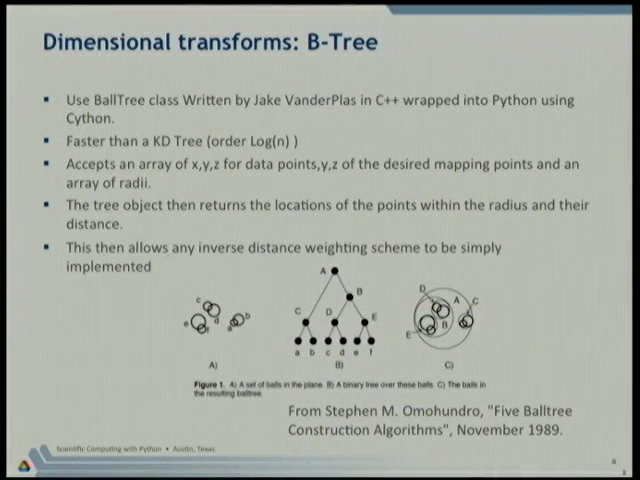 Dimensional transforms: B-Tree
Use BallTree class Written by Jake VanderPlas in C++ wrapped into Python using
Cython.
Faster than a KD Tree (order Log(n) )
Accepts an array of x,y,z for data points,y,z of the desired mapping points and an
array of radii.
The tree object then returns the locations of the points within the radius and their
distance.
This then allows any inverse distance weighting scheme to be simply
implemented
A
B
C D E
a b c d e f
c
e f d
a b
D A C
B
E
A) B) C)
Figure 1. A) A set of balls in the plane. B) A binary tree over these balls. C) The balls in
the resulting balltree.
From Stephen M. Omohundro, "Five Balltree
Construction Algorithms", November 1989.
Scientific Computing with Python • Austin, Texas